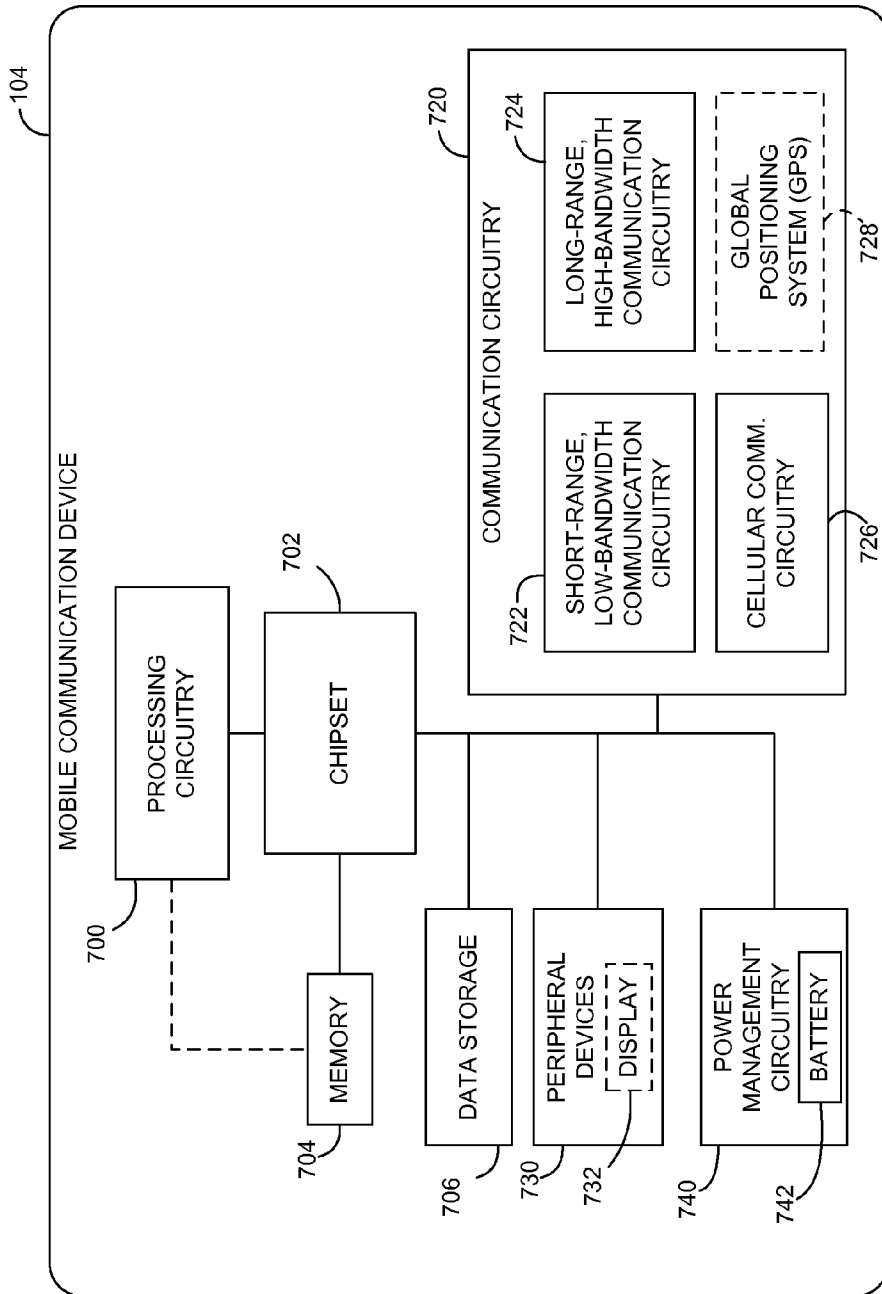 MOBILE COMMUNICATION DEVICE
104
PROCESSING
CIRCUITRY
700
CHIPSET
702
MEMORY
704
DATA STORAGE
706
PERIPHERAL
DEVICES
DISPLAY
730
732
POWER
MANAGEMENT
CIRCUITRY
BATTERY
740
742
COMMUNICATION CIRCUITRY
720
SHORT-RANGE,
LOW-BANDWIDTH
COMMUNICATION
CIRCUITRY
722
LONG-RANGE,
HIGH-BANDWIDTH
COMMUNICATION
CIRCUITRY
724
CELLULAR COMM.
CIRCUITRY
726
GLOBAL
POSITIONING
SYSTEM (GPS)
728